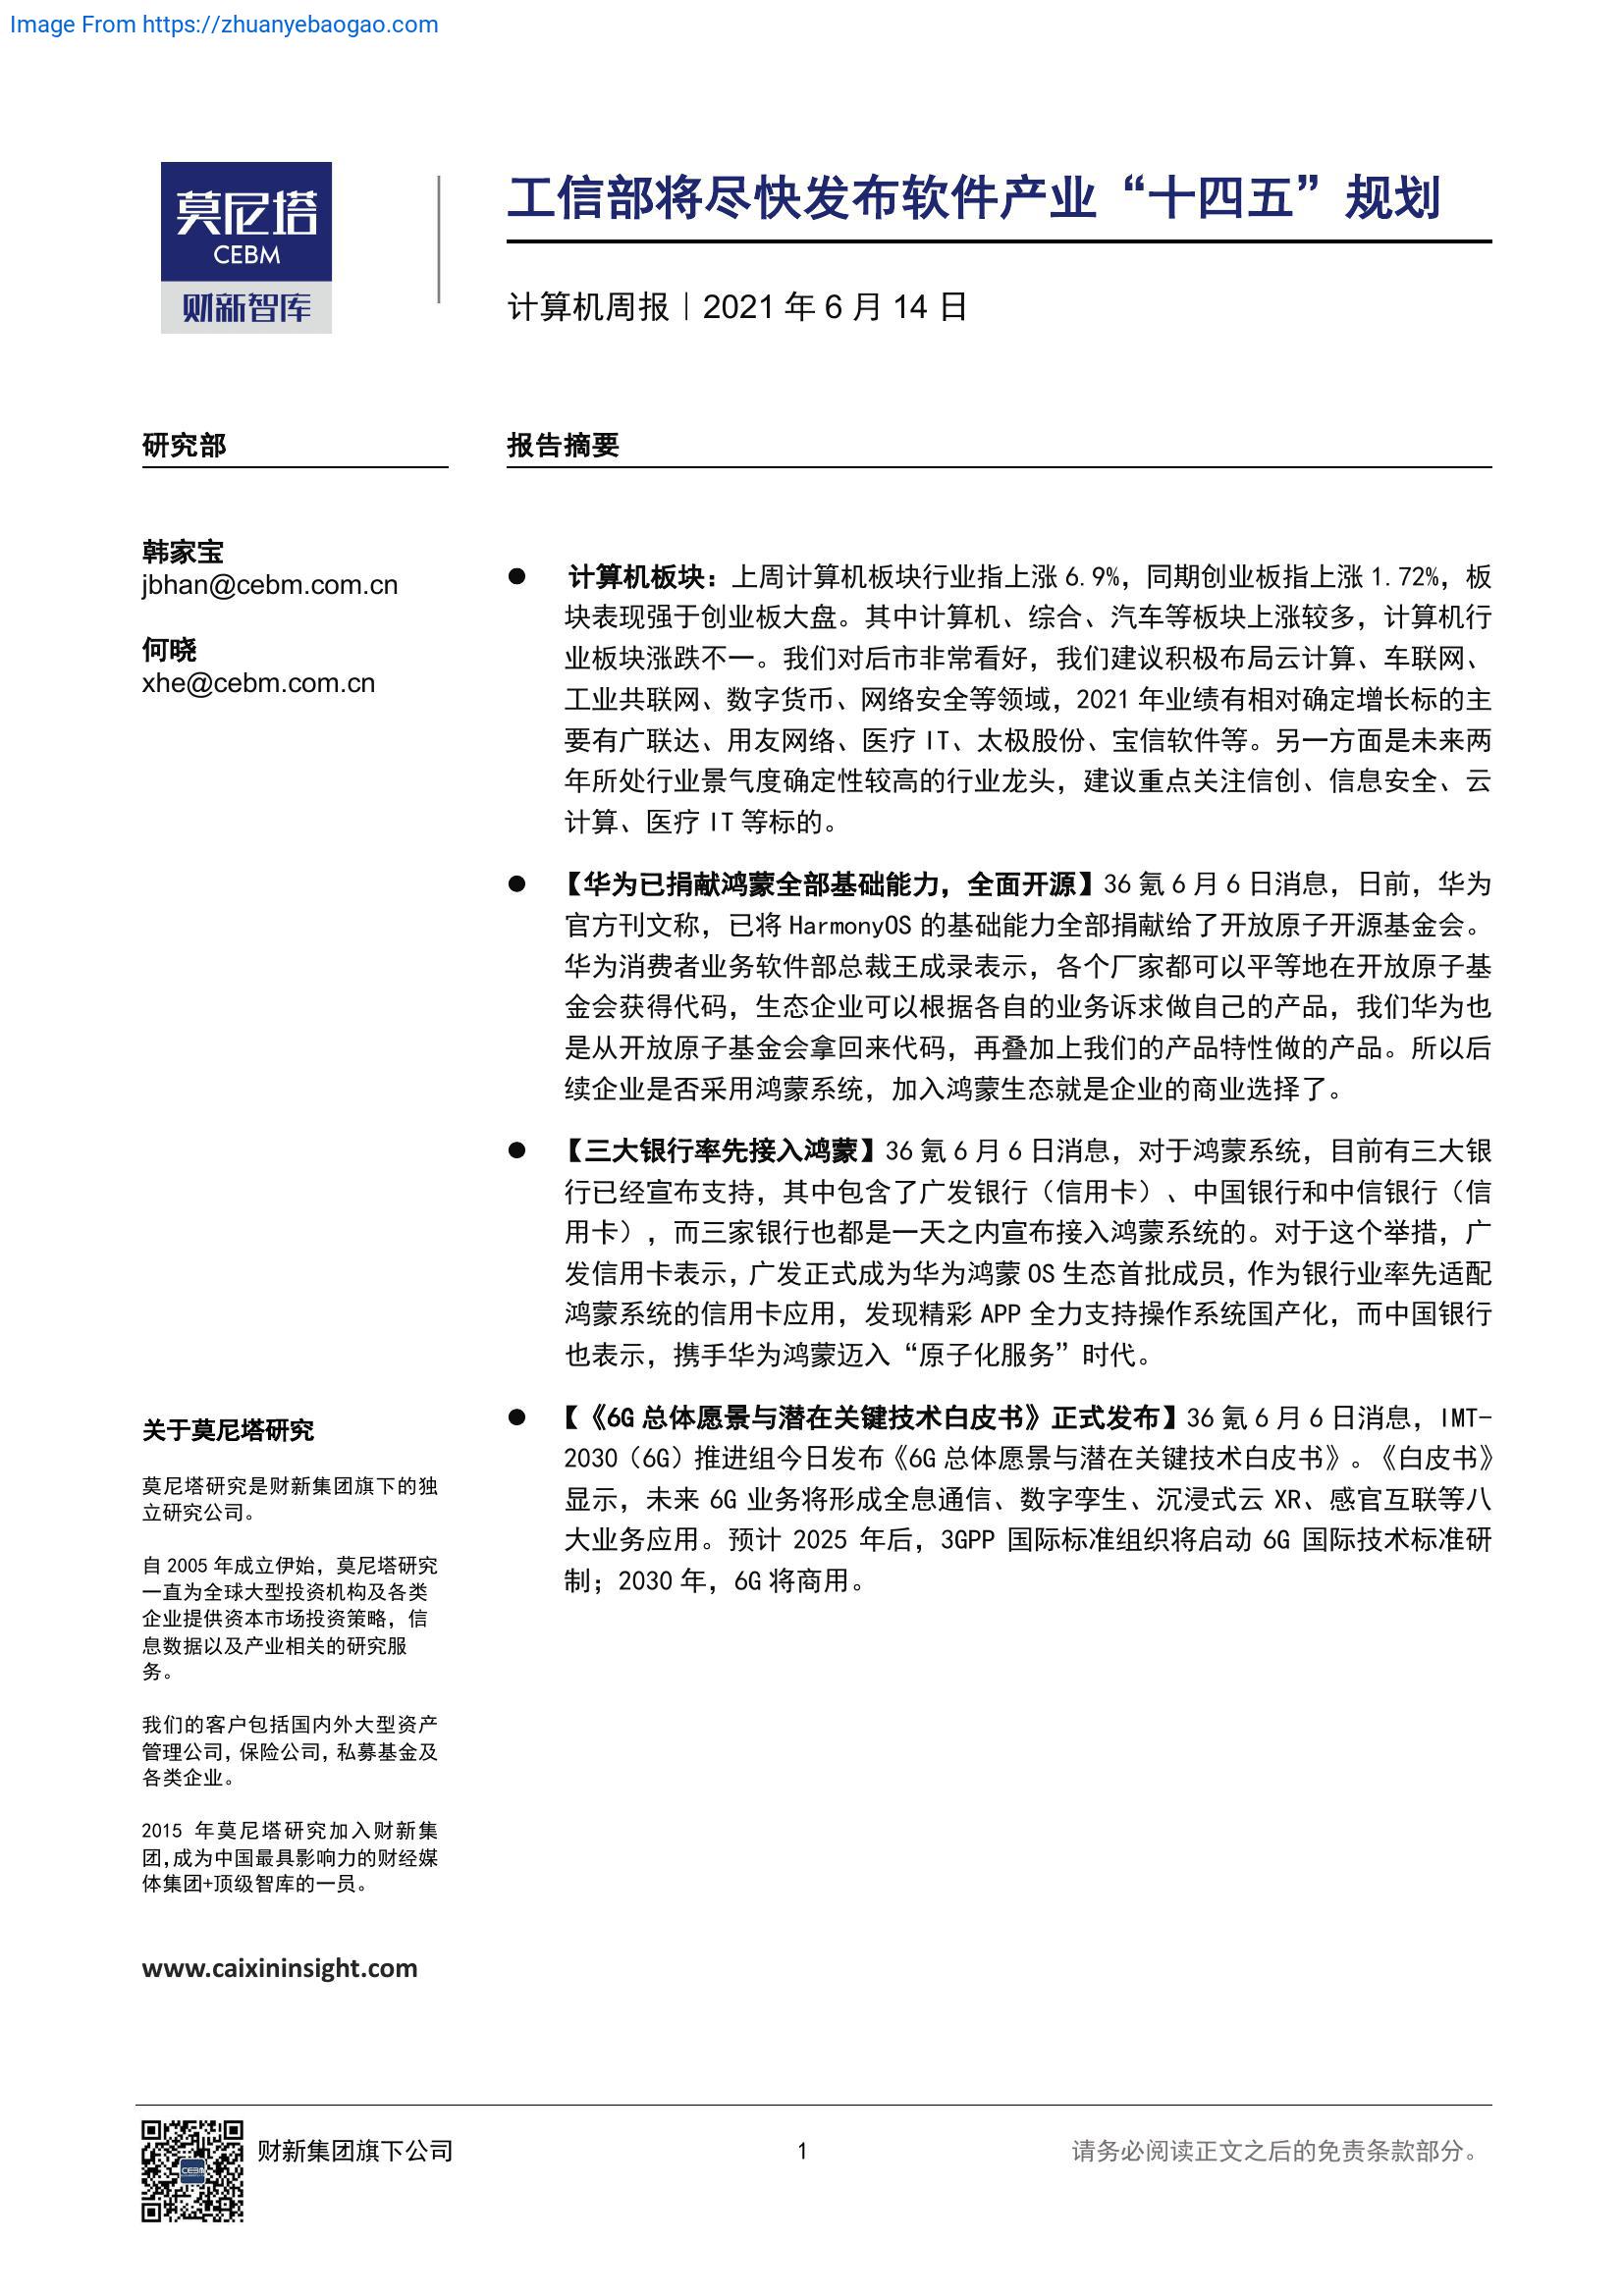 Image From https://zhuanyebaogao.com
莫尼塔
CEBM
财新智库
工信部将尽快发布软件产业“十四五”规划
计算机周报｜2021 年 6 月 14 日
研究部
韩家宝
jbhan@cebm.com.cn
何晓
xhe@cebm.com.cn
报告摘要
● 计算机板块：上周计算机板块行业指上涨 6.9%，同期创业板指上涨 1.72%，板
块表现强于创业板大盘。其中计算机、综合、汽车等板块上涨较多，计算机行
业板块涨跌不一。我们对后市非常看好，我们建议积极布局云计算、车联网、
工业共联网、数字货币、网络安全等领域，2021 年业绩有相对确定增长标的主
要有广联达、用友网络、医疗 IT、太极股份、宝信软件等。另一方面是未来两
年所处行业景气度确定性较高的行业龙头，建议重点关注信创、信息安全、云
计算、医疗 IT 等标的。
● 【华为已捐献鸿蒙全部基础能力，全面开源】36 氪 6 月 6 日消息，日前，华为
官方刊文称，已将 HarmonyOS 的基础能力全部捐献给了开放原子开源基金会。
华为消费者业务软件部总裁王成录表示，各个厂家都可以平等地在开放原子基
金会获得代码，生态企业可以根据各自的业务诉求做自己的产品，我们华为也
是从开放原子基金会拿回来代码，再叠加上我们的产品特性做的产品。所以后
续企业是否采用鸿蒙系统，加入鸿蒙生态就是企业的商业选择了。
● 【三大银行率先接入鸿蒙】36 氪 6 月 6 日消息，对于鸿蒙系统，目前有三大银
行已经宣布支持，其中包含了广发银行（信用卡）、中国银行和中信银行（信
用卡），而三家银行也都是一天之内宣布接入鸿蒙系统的。对于这个举措，广
发信用卡表示，广发正式成为华为鸿蒙 OS 生态首批成员，作为银行业率先适配
鸿蒙系统的信用卡应用，发现精彩 APP 全力支持操作系统国产化，而中国银行
也表示，携手华为鸿蒙迈入“原子化服务”时代。
● 【《6G 总体愿景与潜在关键技术白皮书》正式发布】36 氪 6 月 6 日消息，IMT-
2030（6G）推进组今日发布《6G 总体愿景与潜在关键技术白皮书》。《白皮书》
显示，未来 6G 业务将形成全息通信、数字孪生、沉浸式云 XR、感官互联等八
大业务应用。预计 2025 年后，3GPP 国际标准组织将启动 6G 国际技术标准研
制；2030 年，6G 将商用。
关于莫尼塔研究
莫尼塔研究是财新集团旗下的独
立研究公司。
自 2005 年成立伊始，莫尼塔研究
一直为全球大型投资机构及各类
企业提供资本市场投资策略，信
息数据以及产业相关的研究服
务。
我们的客户包括国内外大型资产
管理公司，保险公司，私募基金及
各类企业。
2015 年莫尼塔研究加入财新集
团，成为中国最具影响力的财经媒
体集团+顶级智库的一员。
www.caixininsight.com
CEBM
财新集团旗下公司
1
请务必阅读正文之后的免责条款部分。